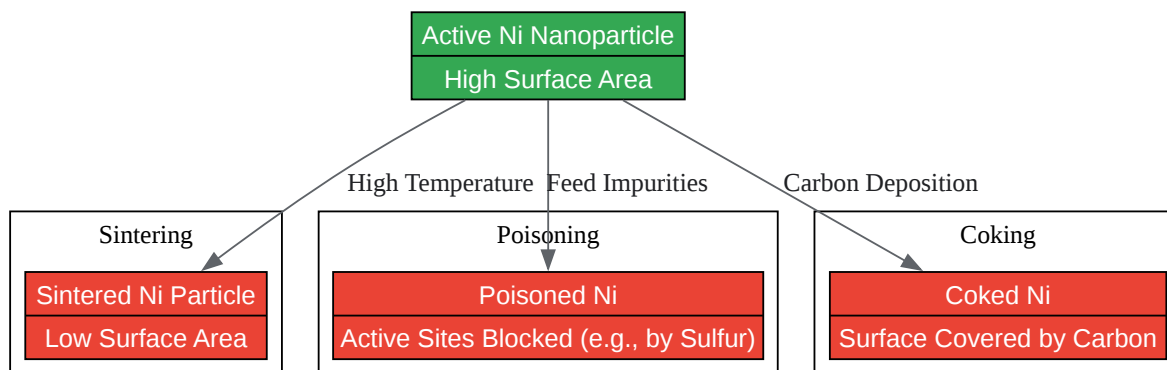 Active Ni Nanoparticle
High Surface Area
High Temperature
Feed Impurities
Carbon Deposition
Sintering
Poisoning
Coking
Sintered Ni Particle
Low Surface Area
Poisoned Ni
Active Sites Blocked (e.g., by Sulfur)
Coked Ni
Surface Covered by Carbon